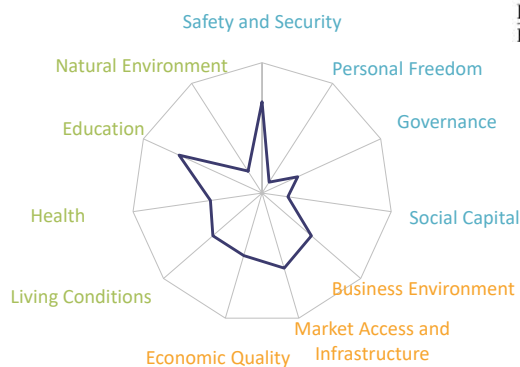 Safety and Security
Natural Environment
Personal Freedom
Education
Governance
Health
Social Capital
Living Conditions
Business Environment
Market Access and
Infrastructure
Economic Quality